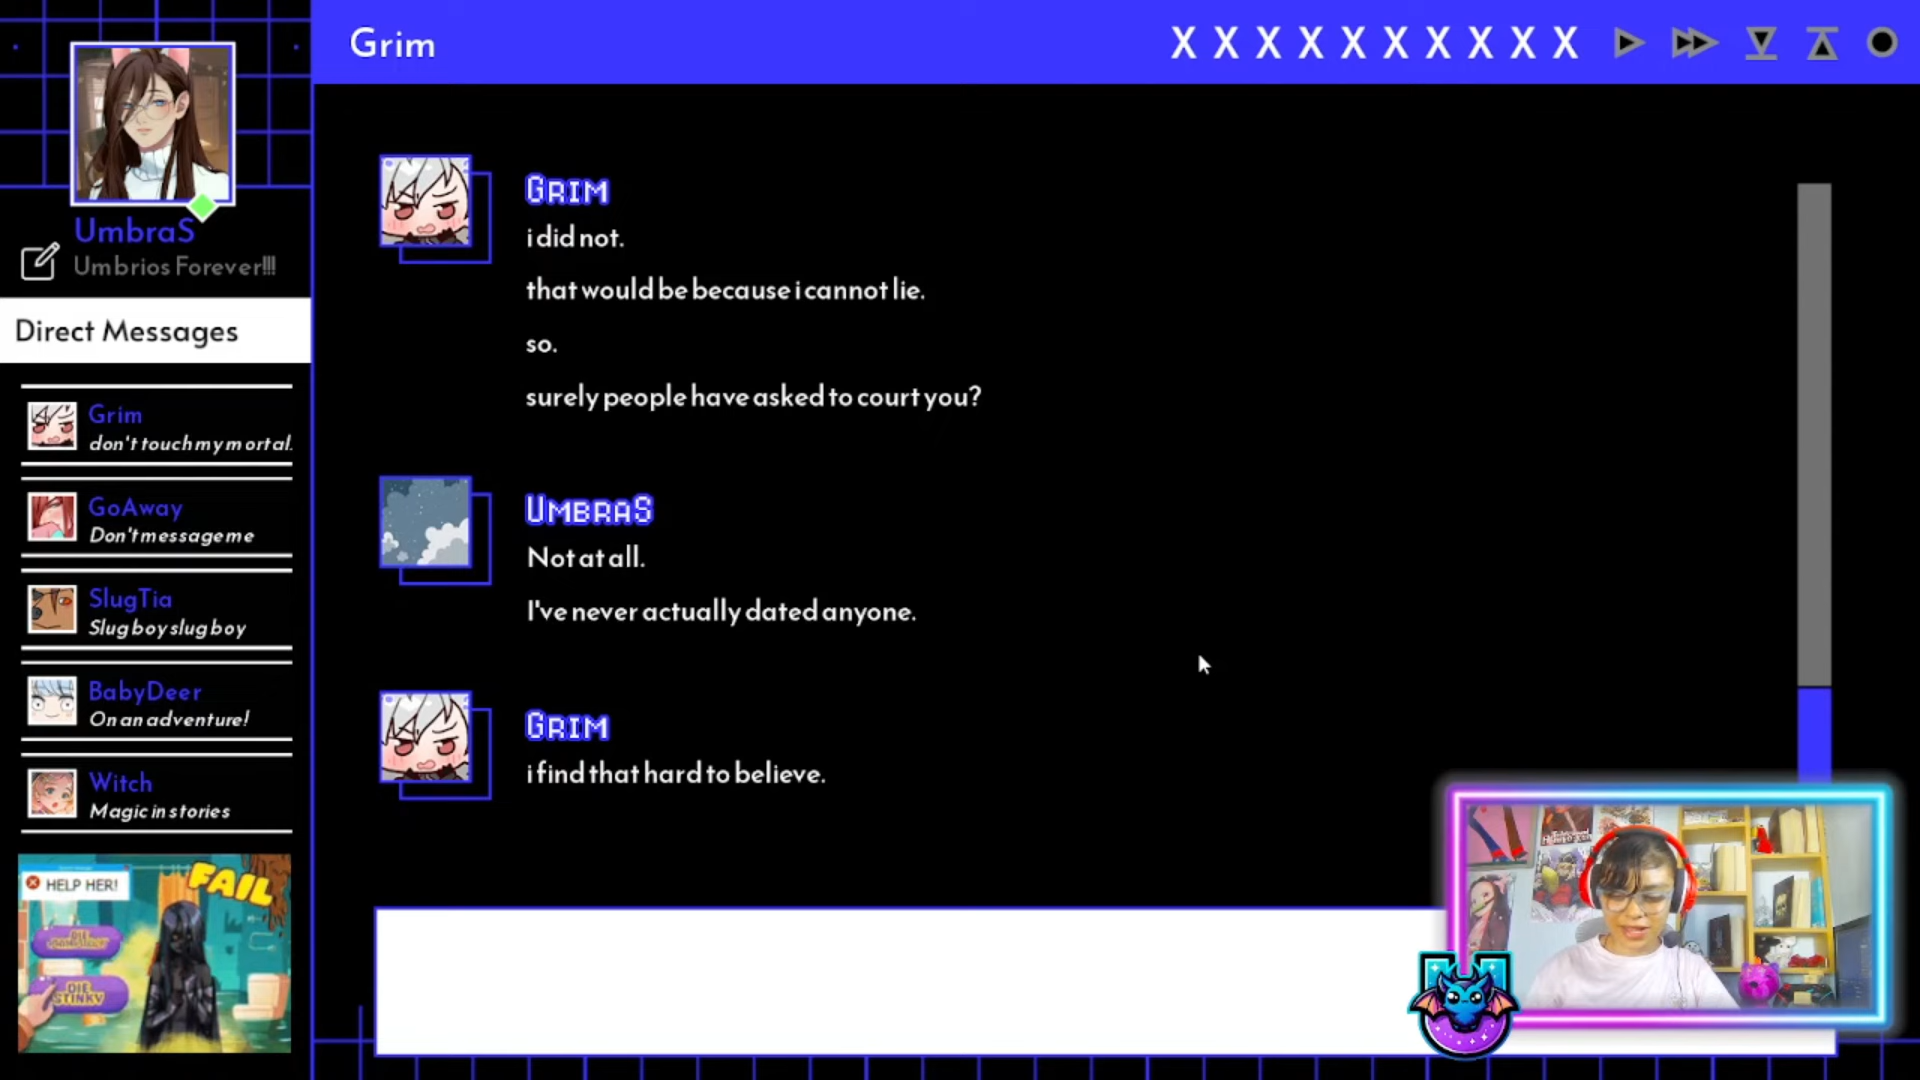 Grim
X X X X X X X X X X
UmbraS
Umbrios Forever!!!
Direct Messages
Grim
don't touch my mortal.
GoAway
Don't message me
SlugTia
Slug boy slug boy
BabyDeer
On an adventure!
Witch
Magic in stories
HELP HER!
FAIL
DIE
DIE
STINKY
GRIM
i did not.
that would be because i cannot lie.
so.
surely people have asked to court you?
UMBRAS
Not at all.
I've never actually dated anyone.
GRIM
i find that hard to believe.